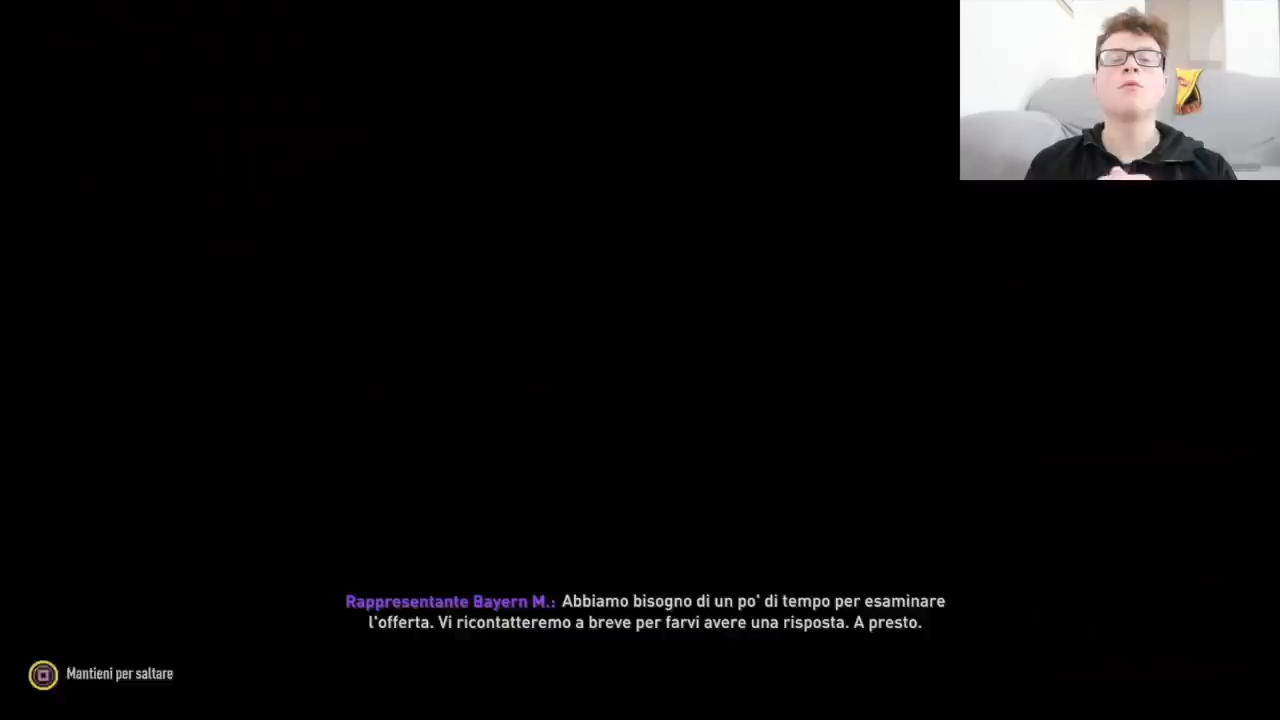 Rappresentante Bayern M.: Abbiamo bisogno di un po' di tempo per esaminare
l'offerta. Vi ricontatteremo a breve per farvi avere una risposta. A presto.
Mantieni per saltare